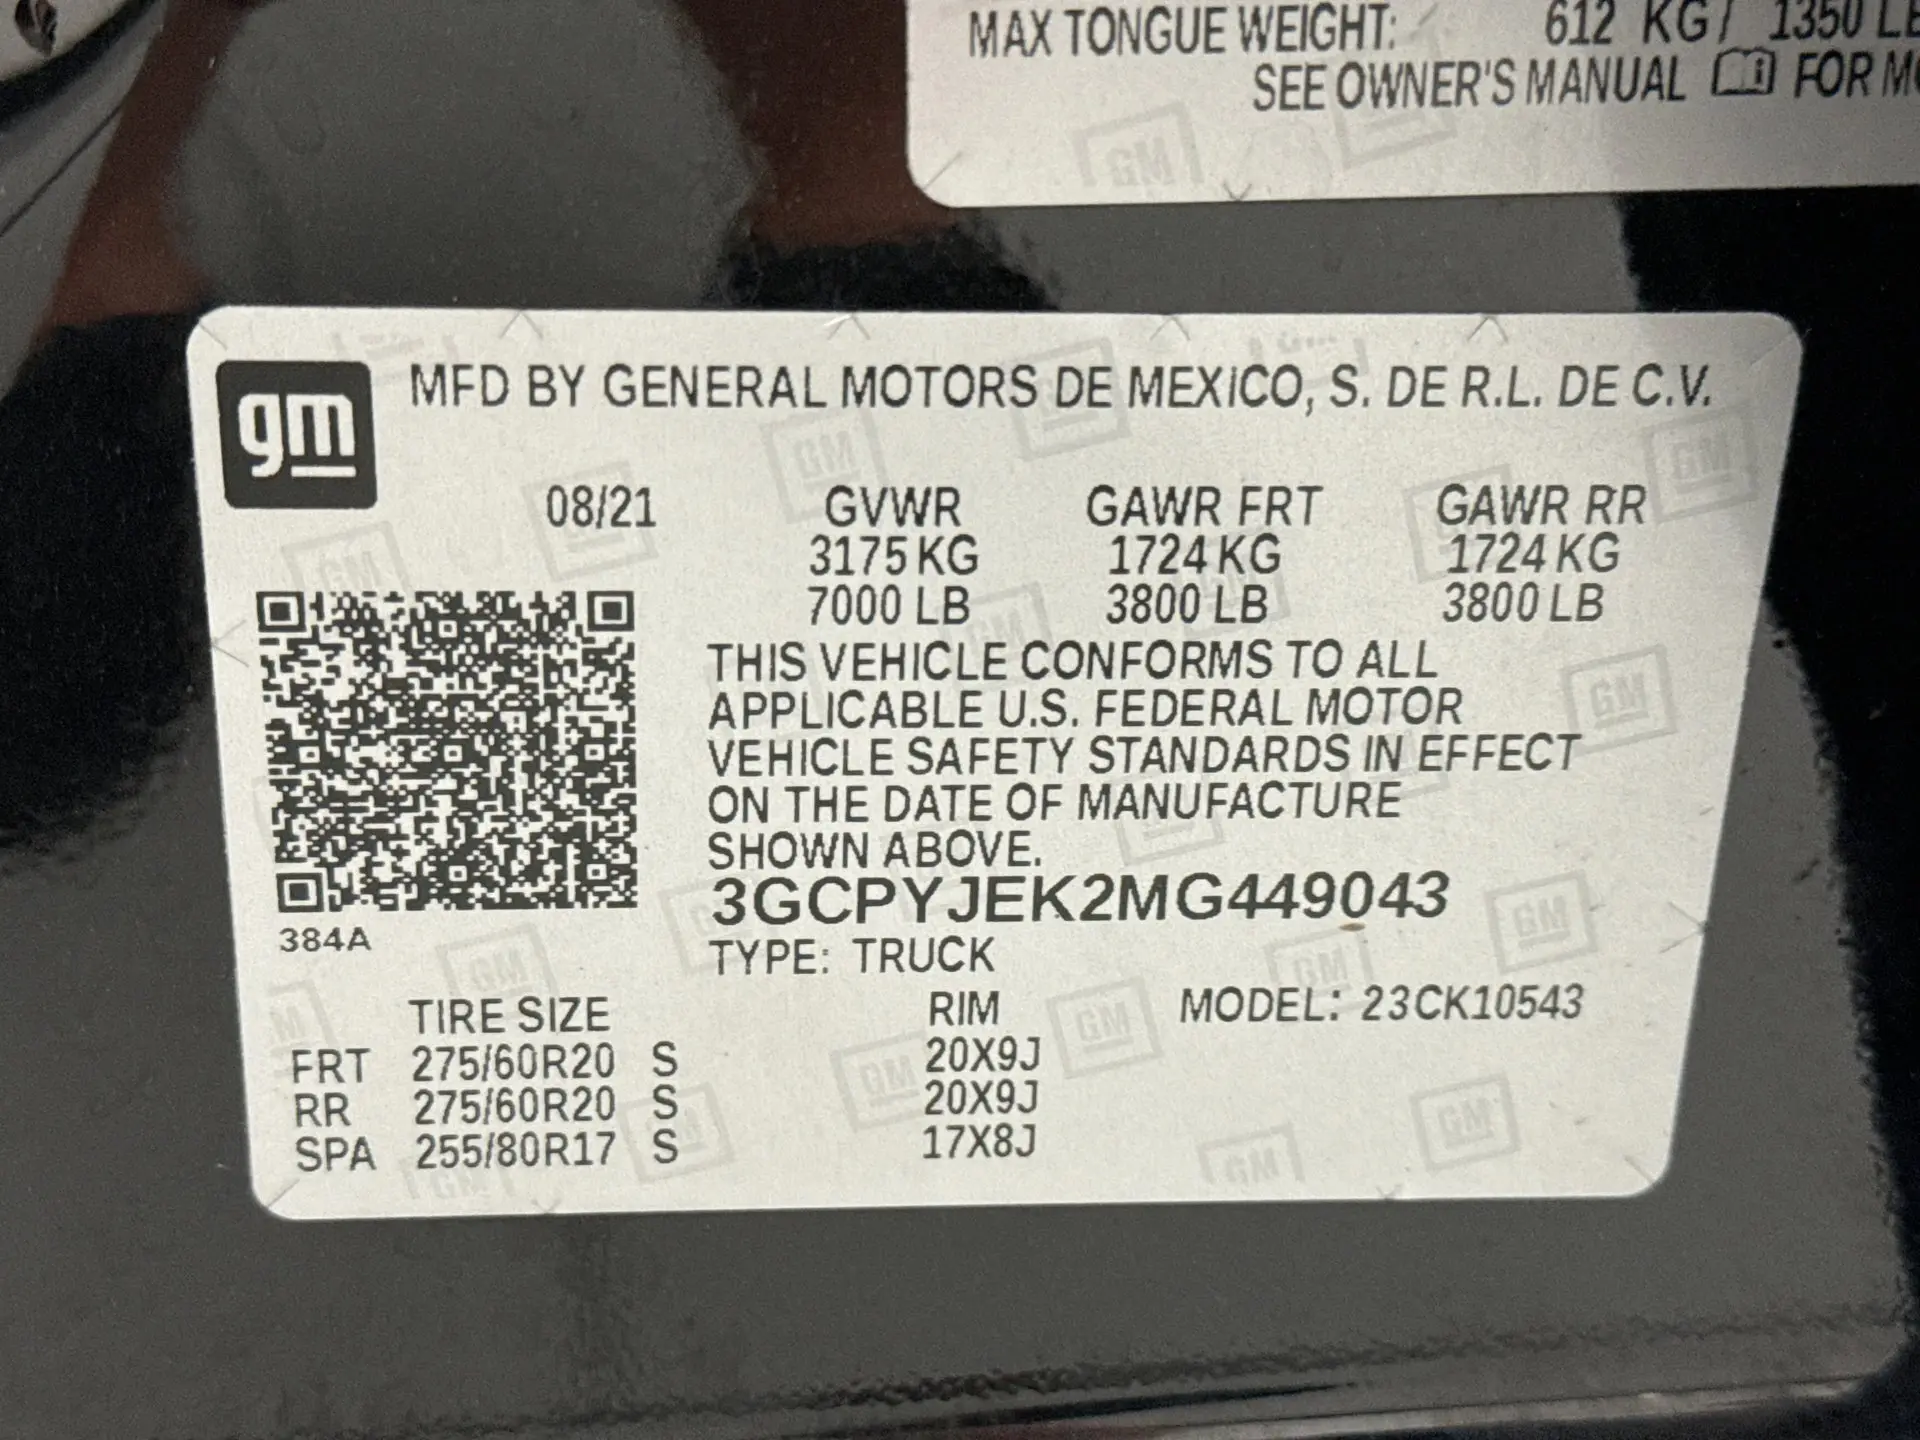 MAX TONGUE WEIGHT: 612 KG / 1350 LB
SEE OWNER'S MANUAL FOR
gm
MFD BY GENERAL MOTORS DE MEXICO, S. DE R.L. DE C.V.
08/21 GVWR GAWR FRT GAWR RR
3175 KG 1724 KG 1724 KG
7000 LB 3800 LB 3800 LB
THIS VEHICLE CONFORMS TO ALL
APPLICABLE U.S. FEDERAL MOTOR
VEHICLE SAFETY STANDARDS IN EFFECT
ON THE DATE OF MANUFACTURE
SHOWN ABOVE.
3GCPYJEK2MG449043
384A
TYPE: TRUCK
TIRE SIZE RIM MODEL: 23CK10543
FRT 275/60R20 S 20X9J
RR 275/60R20 S 20X9J
SPA 255/80R17 S 17X8J